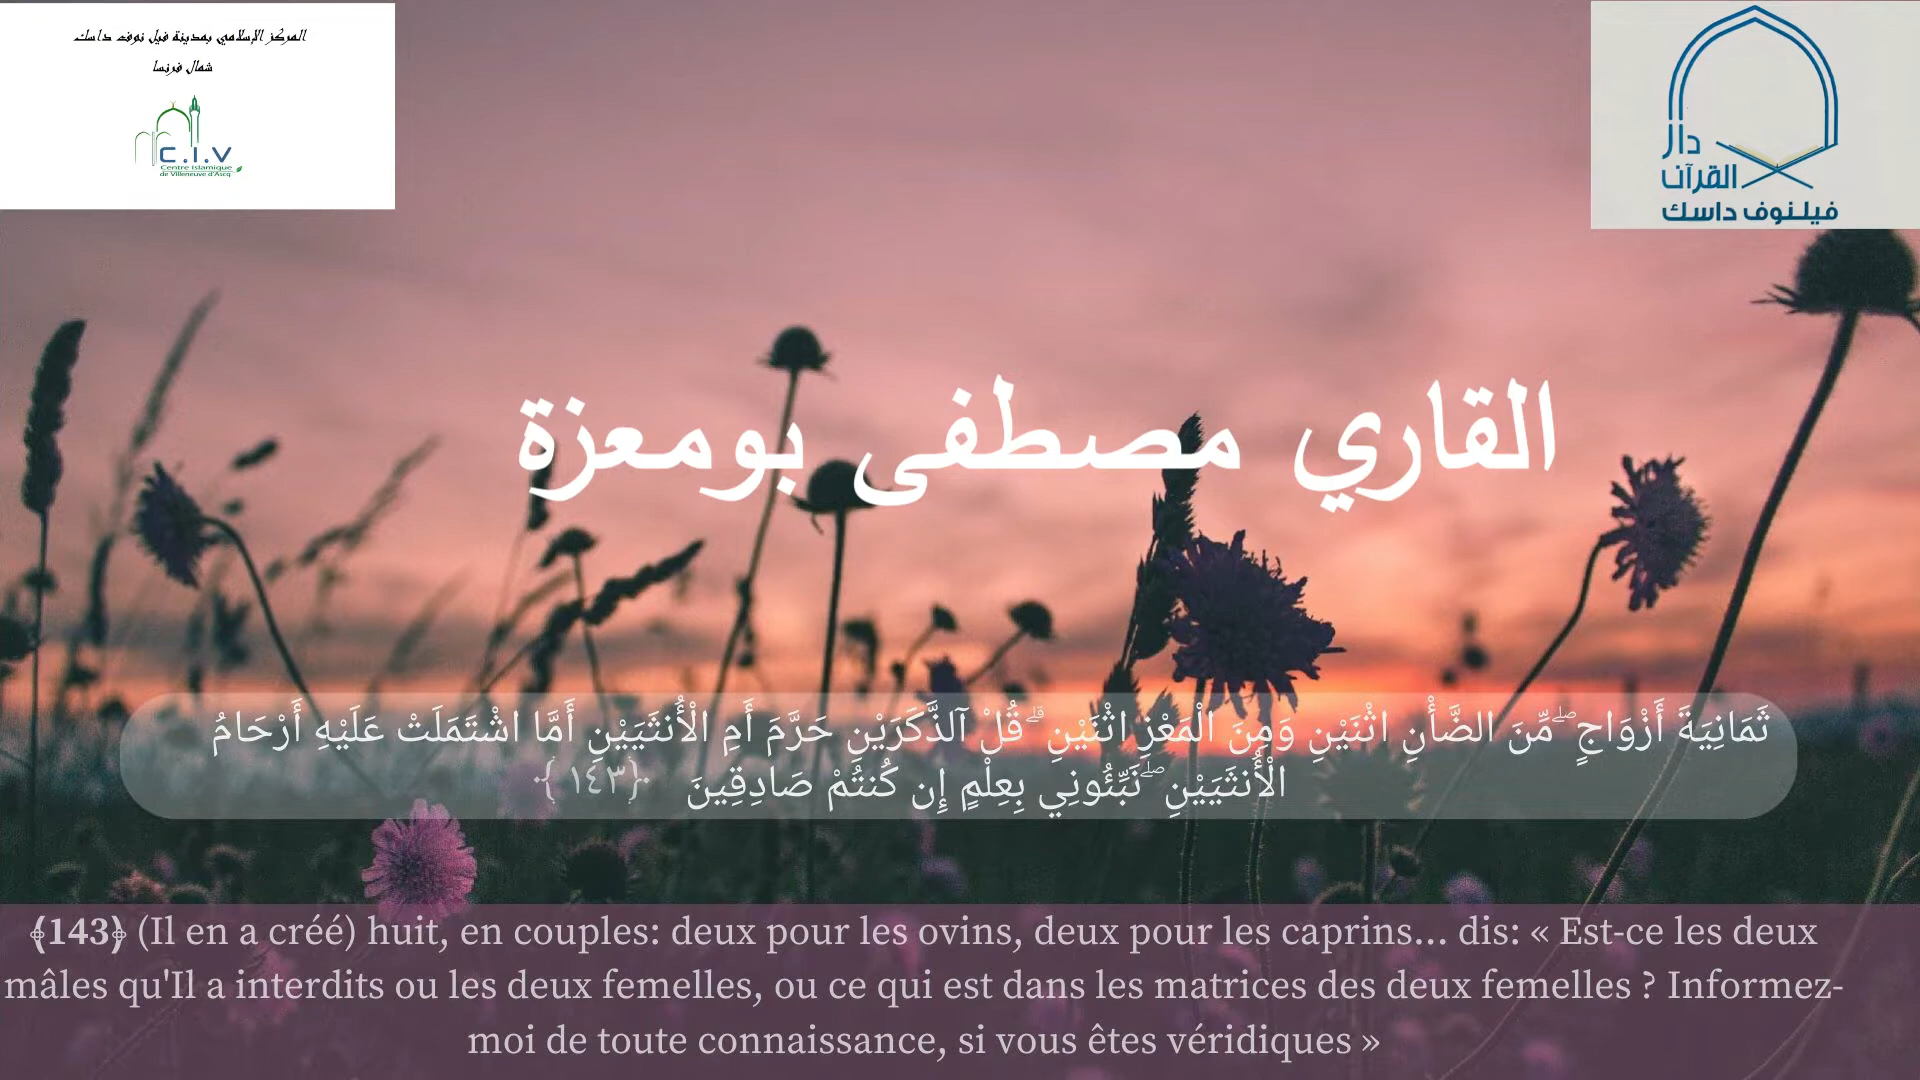 المركز الإسلامي بمدينة فيل نوف داسك
شمال فرنسا
C.I.V
Centre Islamique
de Villeneuve d'Ascq
دار
القرآن
فيلنوف داسك
القاري مصطفى بومعزة
ثَمَانِيَةَ أَزْوَاجٍ ۖ مِّنَ الضَّأْنِ اثْنَيْنِ وَمِنَ الْمَعْزِ اثْنَيْنِ ۗ قُلْ آلذَّكَرَيْنِ حَرَّمَ أَمِ الْأُنثَيَيْنِ أَمَّا اشْتَمَلَتْ عَلَيْهِ أَرْحَامُ
الْأُنثَيَيْنِ ۖ نَبِّئُونِي بِعِلْمٍ إِن كُنتُمْ صَادِقِينَ ﴿١٤٣﴾
﴾143﴿ (Il en a créé) huit, en couples: deux pour les ovins, deux pour les caprins... dis: « Est-ce les deux
mâles qu'Il a interdits ou les deux femelles, ou ce qui est dans les matrices des deux femelles ? Informez-
moi de toute connaissance, si vous êtes véridiques »